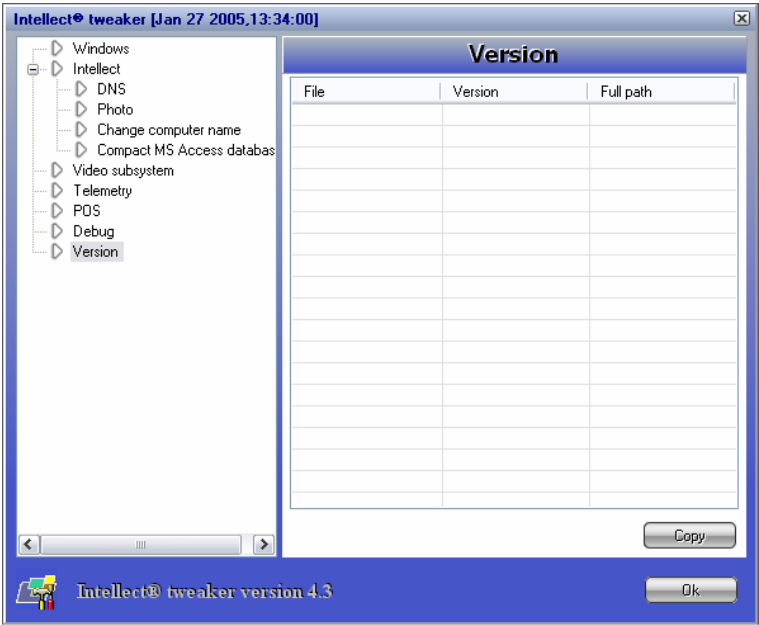 Intellect® tweaker [Jan 27 2005,13:34:00]
Windows
Intellect
DNS
Photo
Change computer name
Compact MS Access databas
Video subsystem
Telemetry
POS
Debug
Version
Version
File Version Full path
Copy
Intellect® tweaker version 4.3
Ok